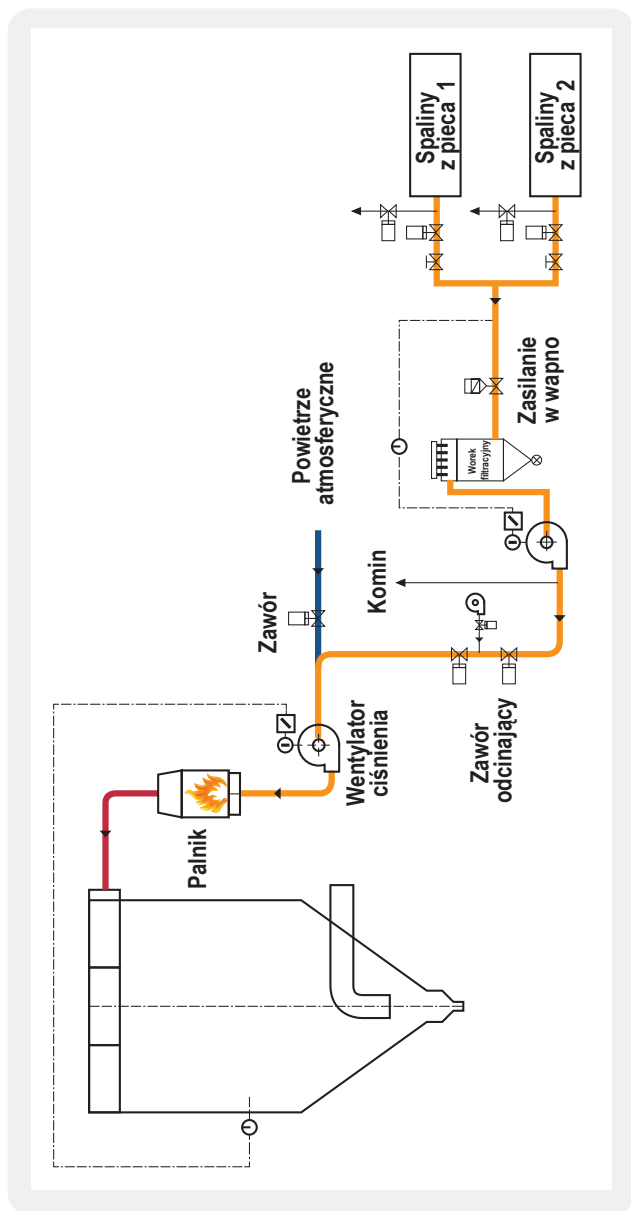 Spaliny
z pieca 1
Spaliny
z pieca 2
Zasilanie
w wapno
Powietrze
atmosferyczne
Worek
filtracyjny
Komin
Zawór
Zawór
odcinający
Wentylator
ciśnienia
Palnik